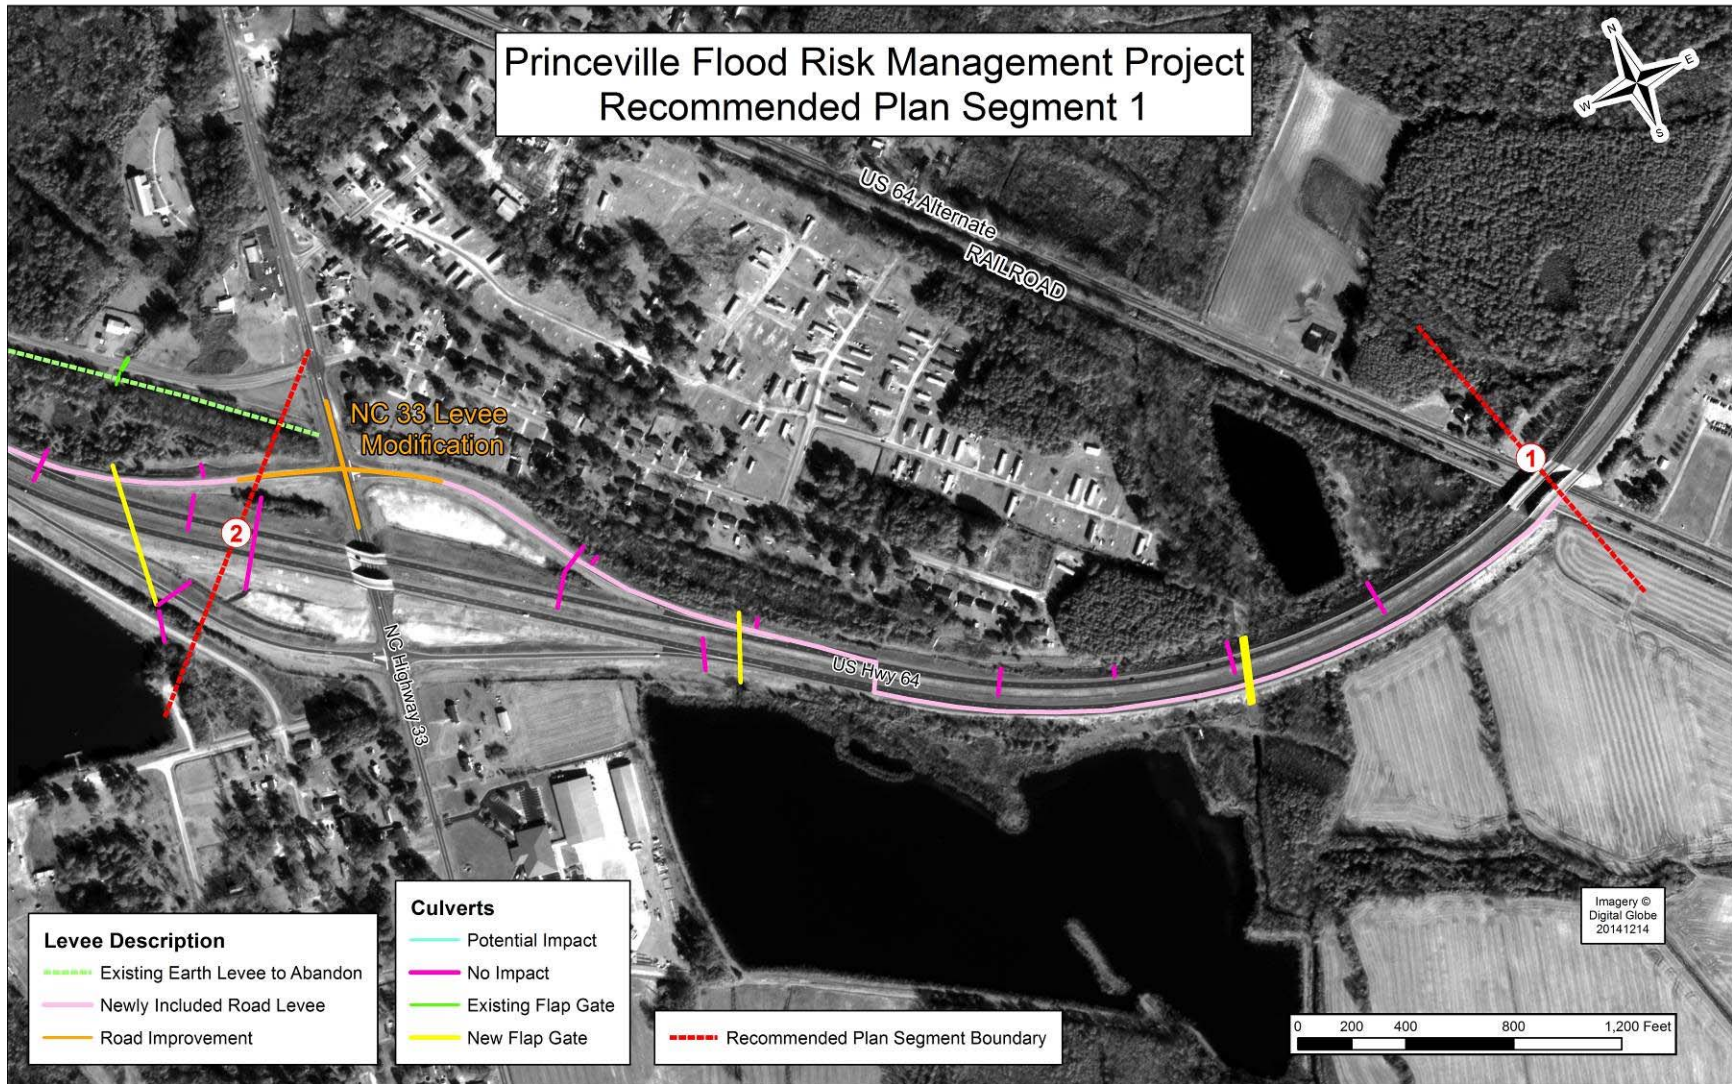 Princeville Flood Risk Management Project
Recommended Plan Segment 1
N
E
W
S
US 64 Alternate
RAILROAD
NC 33 Levee
Modification
1
2
US Hwy 64
NC Highway 33
Imagery ©
Digital Globe
20141214
Levee Description
Existing Earth Levee to Abandon
Newly Included Road Levee
Road Improvement
Culverts
Potential Impact
No Impact
Existing Flap Gate
New Flap Gate
Recommended Plan Segment Boundary
0 200 400 800 1,200 Feet